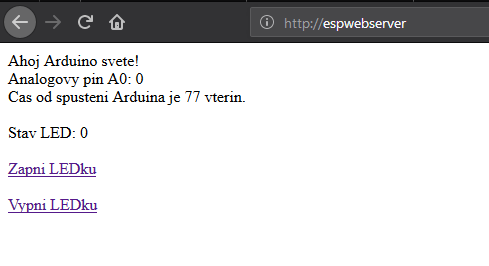 http://espwebserver
Ahoj Arduino svete!
Analogovy pin A0: 0
Cas od spusteni Arduina je 77 vterin.
Stav LED: 0
Zapni LEDku
Vypni LEDku